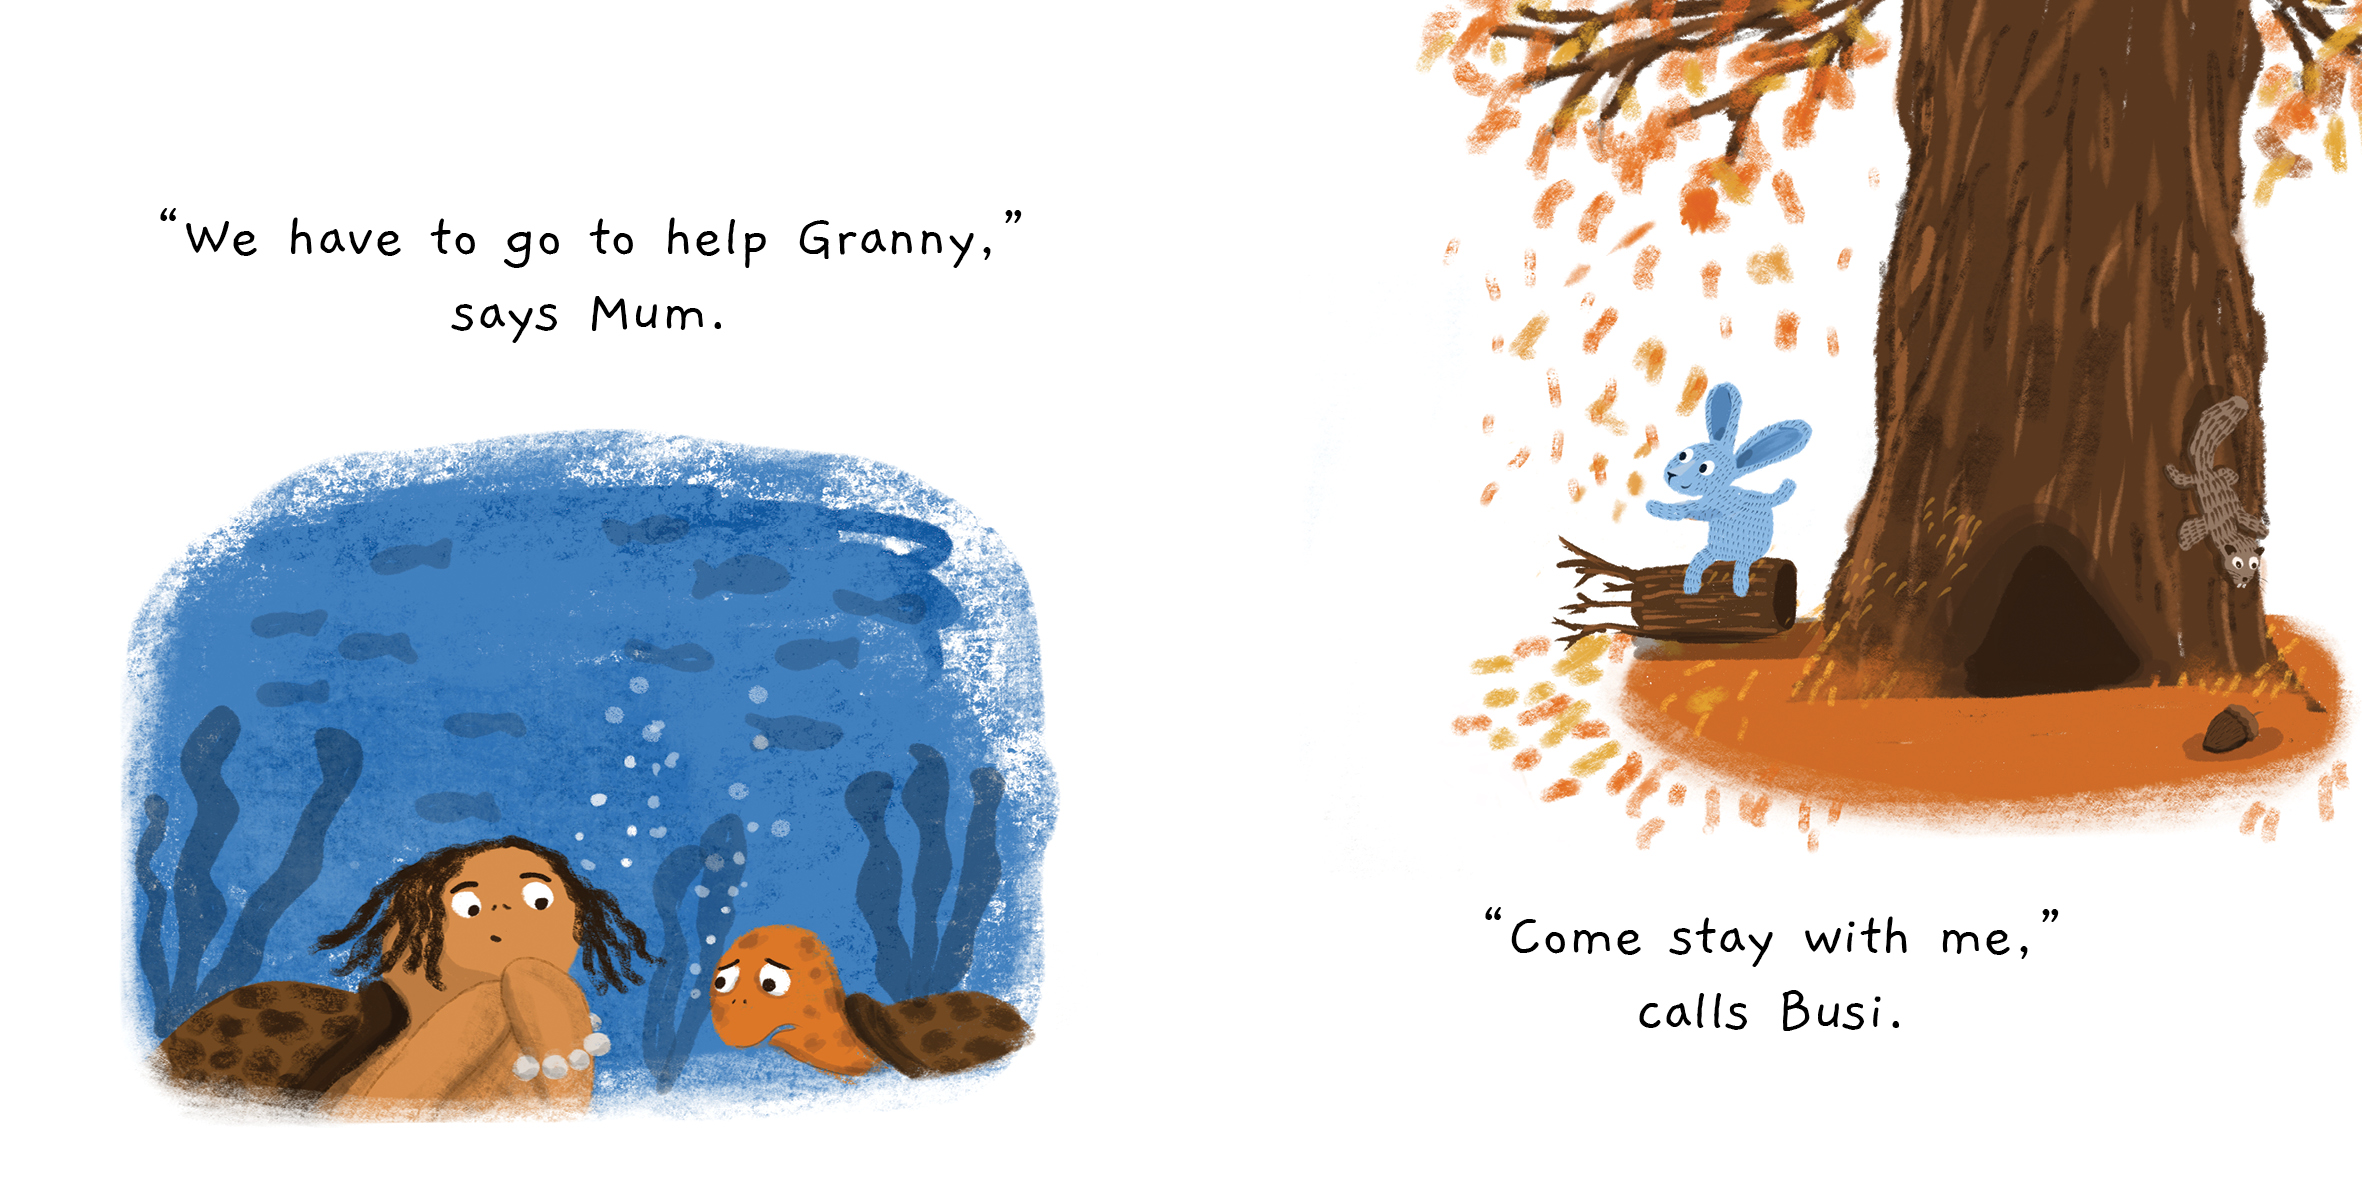 “We have to go to help Granny,”
says Mum.
“Come stay with me,”
calls Busi.